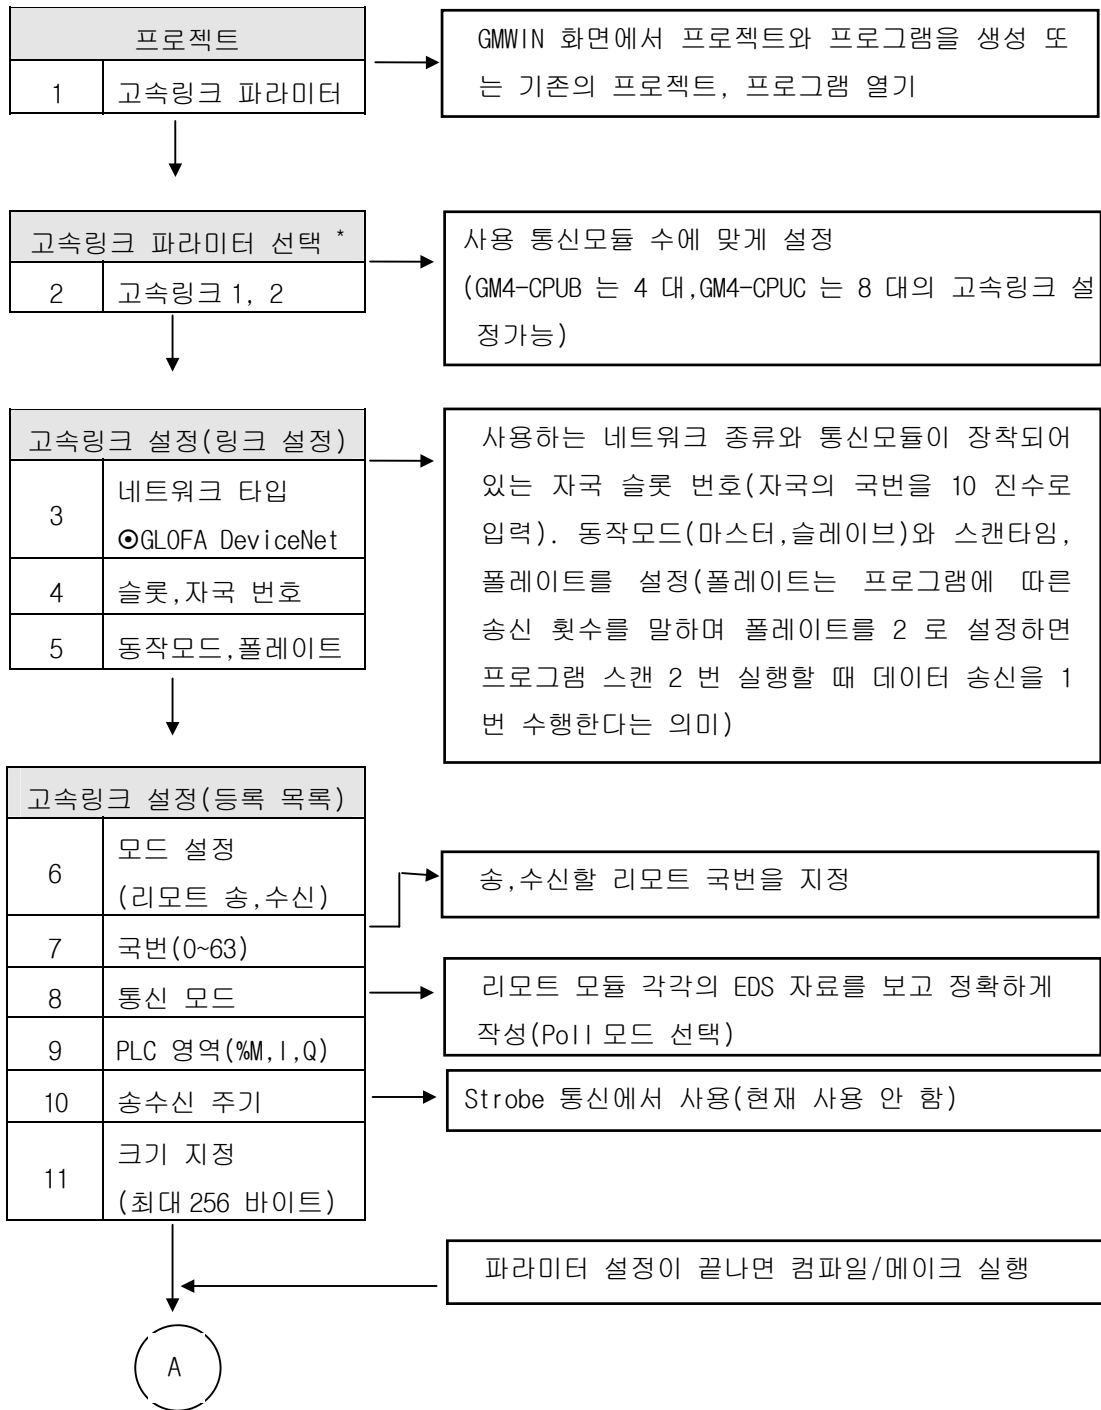 프로젝트
1 고속링크 파라미터
GMWIN 화면에서 프로젝트와 프로그램을 생성 또
는 기존의 프로젝트, 프로그램 열기
고속링크 파라미터 선택 *
2 고속링크 1, 2
사용 통신모듈 수에 맞게 설정
(GM4-CPUB 는 4 대,GM4-CPUC 는 8 대의 고속링크 설
정가능)
고속링크 설정(링크 설정)
3 네트워크 타입
⊙GLOFA DeviceNet
4 슬롯,자국 번호
5 동작모드,폴레이트
사용하는 네트워크 종류와 통신모듈이 장착되어
있는 자국 슬롯 번호(자국의 국번을 10 진수로
입력). 동작모드(마스터,슬레이브)와 스캔타임,
폴레이트를 설정(폴레이트는 프로그램에 따른
송신 횟수를 말하며 폴레이트를 2 로 설정하면
프로그램 스캔 2 번 실행할 때 데이터 송신을 1
번 수행한다는 의미)
고속링크 설정(등록 목록)
6 모드 설정
(리모트 송,수신)
7 국번(0~63)
8 통신 모드
9 PLC 영역(%M,I,Q)
10 송수신 주기
11 크기 지정
(최대 256 바이트)
송,수신할 리모트 국번을 지정
리모트 모듈 각각의 EDS 자료를 보고 정확하게
작성(Poll 모드 선택)
Strobe 통신에서 사용(현재 사용 안 함)
파라미터 설정이 끝나면 컴파일/메이크 실행
A